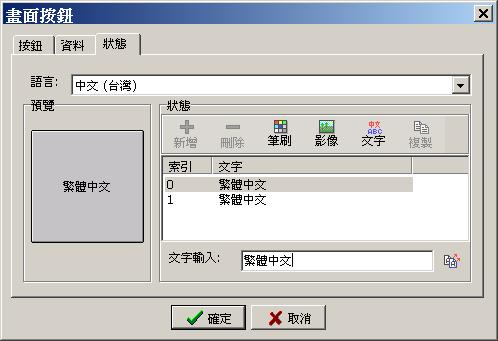 畫面按鈕
按鈕 資料 狀態
語言: 中文 (台灣)
預覽
繁體中文
狀態
新增 刪除 筆刷 影像 中文 ABC 文字 複製
索引 文字
0 繁體中文
1 繁體中文
文字輸入: 繁體中文
確定 取消